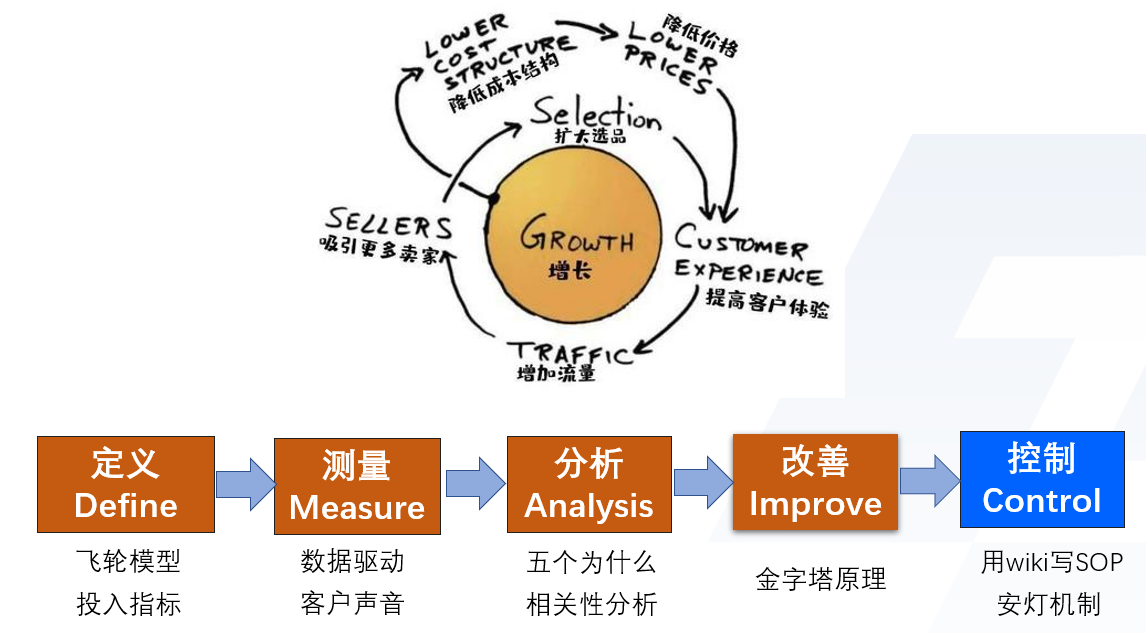 LOWER
COST
STRUCTURE
降低成本结构
降低价格
LOWER
PRICES
Selection
扩大选品
SELLERS
吸引更多卖家
GROWTH
增长
CUSTOMER
EXPERIENCE
提高客户体验
TRAFFIC
增加流量
定义
Define
测量
Measure
分析
Analysis
改善
Improve
控制
Control
飞轮模型
投入指标
数据驱动
客户声音
五个为什么
相关性分析
金字塔原理
用wiki写SOP
安灯机制